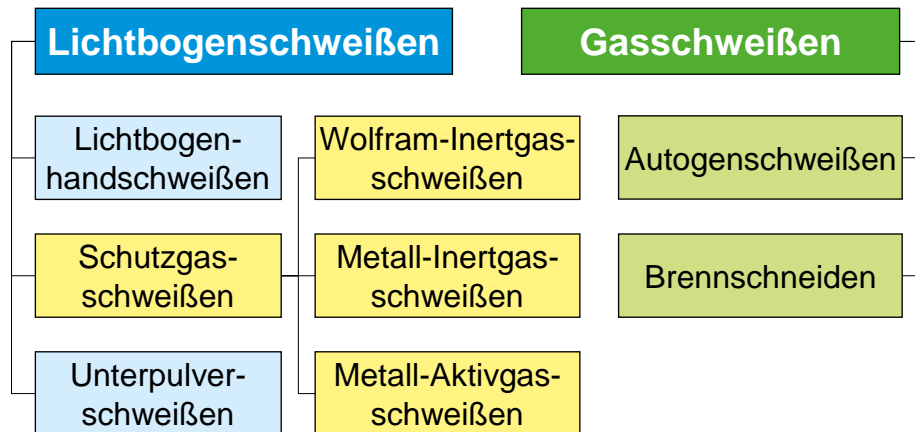 Lichtbogenschweißen
Gasschweißen
Lichtbogen-
handschweißen
Wolfram-Inertgas-
schweißen
Autogenschweißen
Schutzgas-
schweißen
Metall-Inertgas-
schweißen
Brennschneiden
Unterpulver-
schweißen
Metall-Aktivgas-
schweißen